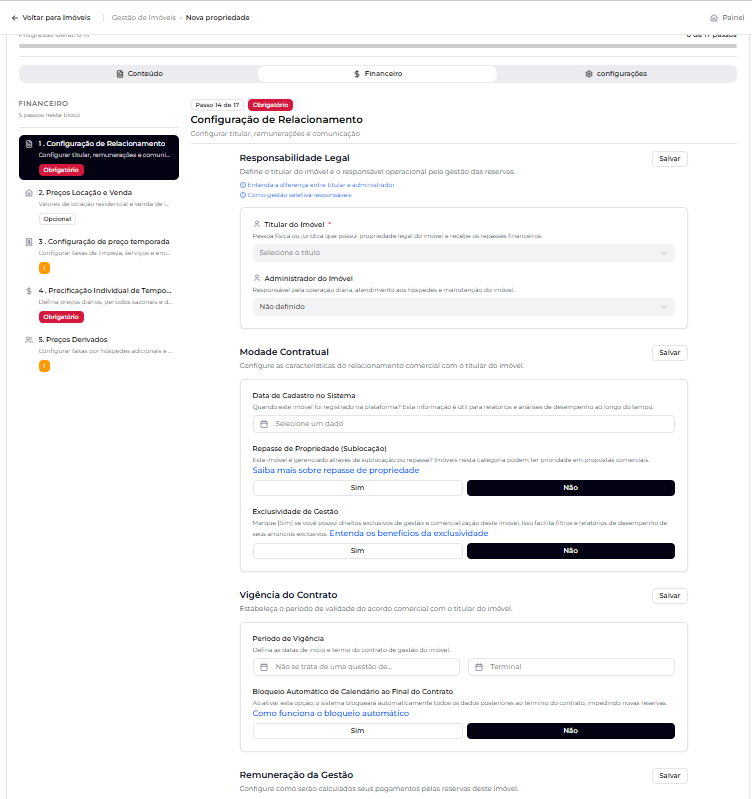 Voltar para Imóveis
Gestão de Imóveis › Nova propriedade
Painel
Progresso Geral: 0 %
0 de 17 passos
Conteúdo
Financeiro
configurações
FINANCEIRO
5 passos neste bloco
1 . Configuração de Relacionamento
Configurar titular, remunerações e comuni...
Obrigatório
2. Preços Locação e Venda
Valores de locação residencial e venda de i...
Opcional
3 . Configuração de preço temporada
Configurar taxas de limpeza, serviços e enc...
4 . Precificação Individual de Tempo...
Defina preços diários, períodos sazonais e d...
Obrigatório
5. Preços Derivados
Configurar taxas por hóspedes adicionais e ...
Passo 14 de 17
Obrigatório
Configuração de Relacionamento
Configurar titular, remunerações e comunicação
Responsabilidade Legal
Salvar
Define o titular do imóvel e o responsável operacional pela gestão das reservas.
Entenda a diferença entre titular e administrador
Como gestão seletiva responsáveis
Titular do Imóvel *
Pessoa física ou jurídica que possui propriedade legal do imóvel e recebe os repasses financeiros.
Selecione o título
Administrador do Imóvel
Responsável pela operação diária, atendimento aos hóspedes e manutenção do imóvel.
Não definido
Modade Contratual
Salvar
Configure as características do relacionamento comercial com o titular do imóvel.
Data de Cadastro no Sistema
Quando este imóvel foi registrado na plataforma? Esta informação é útil para relatórios e análises de desempenho ao longo do tempo.
Selecione um dado
Repasse de Propriedade (Sublocação)
Este imóvel é gerenciado através de sublocação ou repasse? Imóveis nesta categoria podem ter prioridade em propostas comerciais.
Saiba mais sobre repasse de propriedade
Sim
Não
Exclusividade de Gestão
Marque [Sim] se você possui direitos exclusivos de gestão e comercialização deste imóvel. Isso facilita filtros e relatórios de desempenho de
seus anúncios exclusivos. Entenda os benefícios da exclusividade
Sim
Não
Vigência do Contrato
Salvar
Estabeleça o período de validade do acordo comercial com o titular do imóvel.
Período de Vigência
Defina as datas de início e termo do contrato de gestão do imóvel.
Não se trata de uma questão de...
Terminal
Bloqueio Automático de Calendário ao Final do Contrato
Ao ativar esta opção, o sistema bloqueará automaticamente todos os dados posteriores ao término do contrato, impedindo novas reservas.
Como funciona o bloqueio automático
Sim
Não
Remuneração da Gestão
Salvar
Configure como serão calculados seus pagamentos pelas reservas deste imóvel.